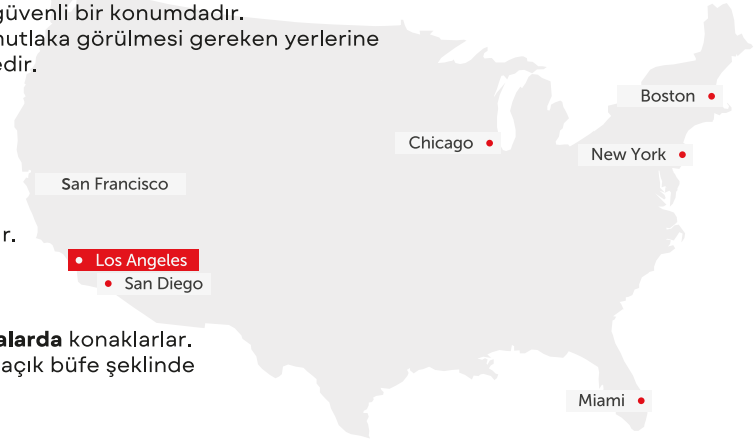 güvenli bir konumdadır.
mutlaka görülmesi gereken yerlerine
Boston
Chicago
New York
San Francisco
Los Angeles
San Diego
alarda konaklarlar.
açık büfe şeklinde
Miami